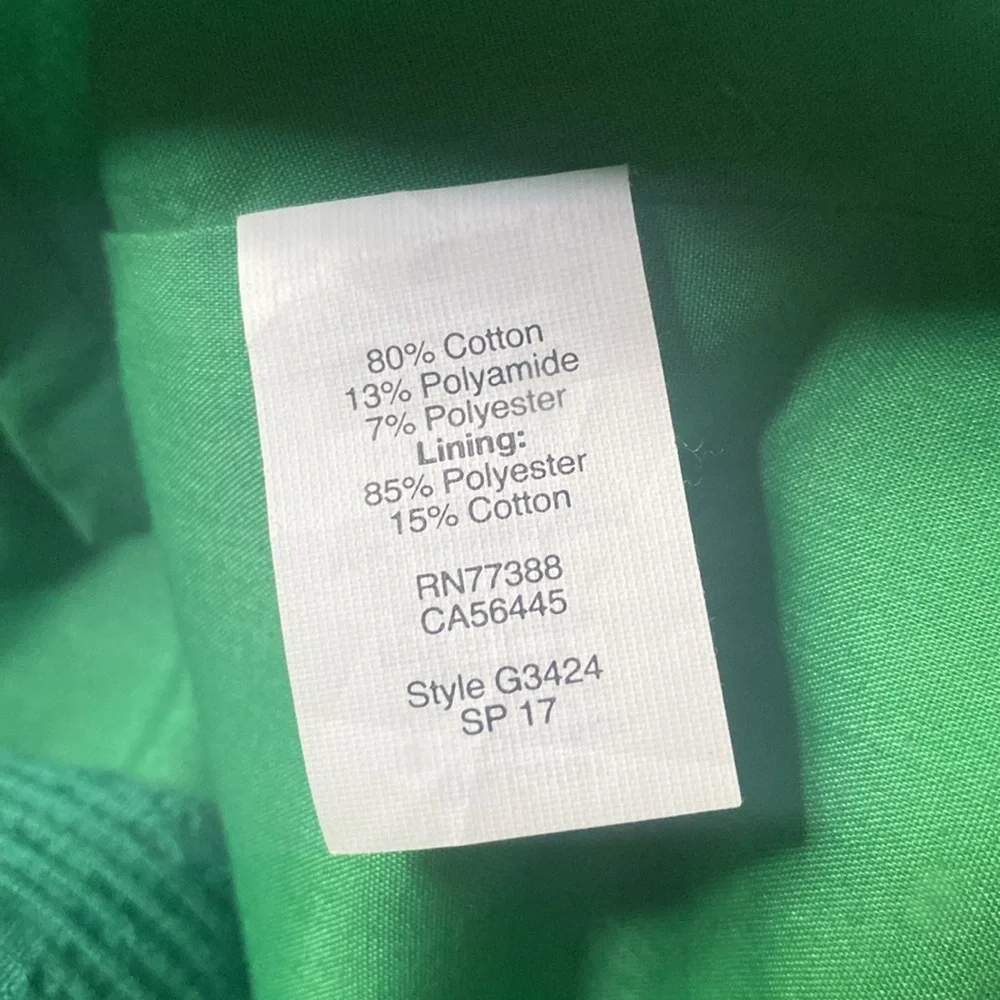 80% Cotton
13% Polyamide
7% Polyester
Lining:
85% Polyester
15% Cotton
RN77388
CA56445
Style G3424
SP 17